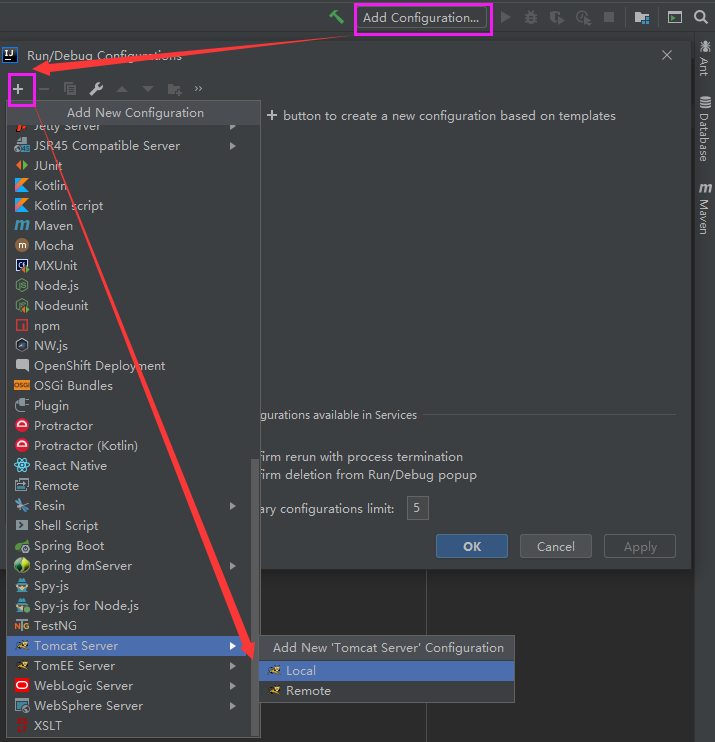 Add Configuration...
Run/Debug Configurations
Add New Configuration
button to create a new configuration based on templates
Jetty Server
JSR45 Compatible Server
JUnit
Kotlin
Kotlin script
Maven
Mocha
MXUnit
Node.js
Nodeunit
npm
NW.js
OpenShift Deployment
OSGi Bundles
Plugin
Protractor
Protractor (Kotlin)
React Native
Remote
Resin
Shell Script
Spring Boot
Spring dmServer
Spy-js
Spy-js for Node.js
TestNG
Tomcat Server
TomEE Server
WebLogic Server
WebSphere Server
XSLT
gurations available in Services
firm rerun with process termination
firm deletion from Run/Debug popup
ary configurations limit:
5
OK
Cancel
Apply
Add New 'Tomcat Server' Configuration
Local
Remote
Ant
Database
Maven